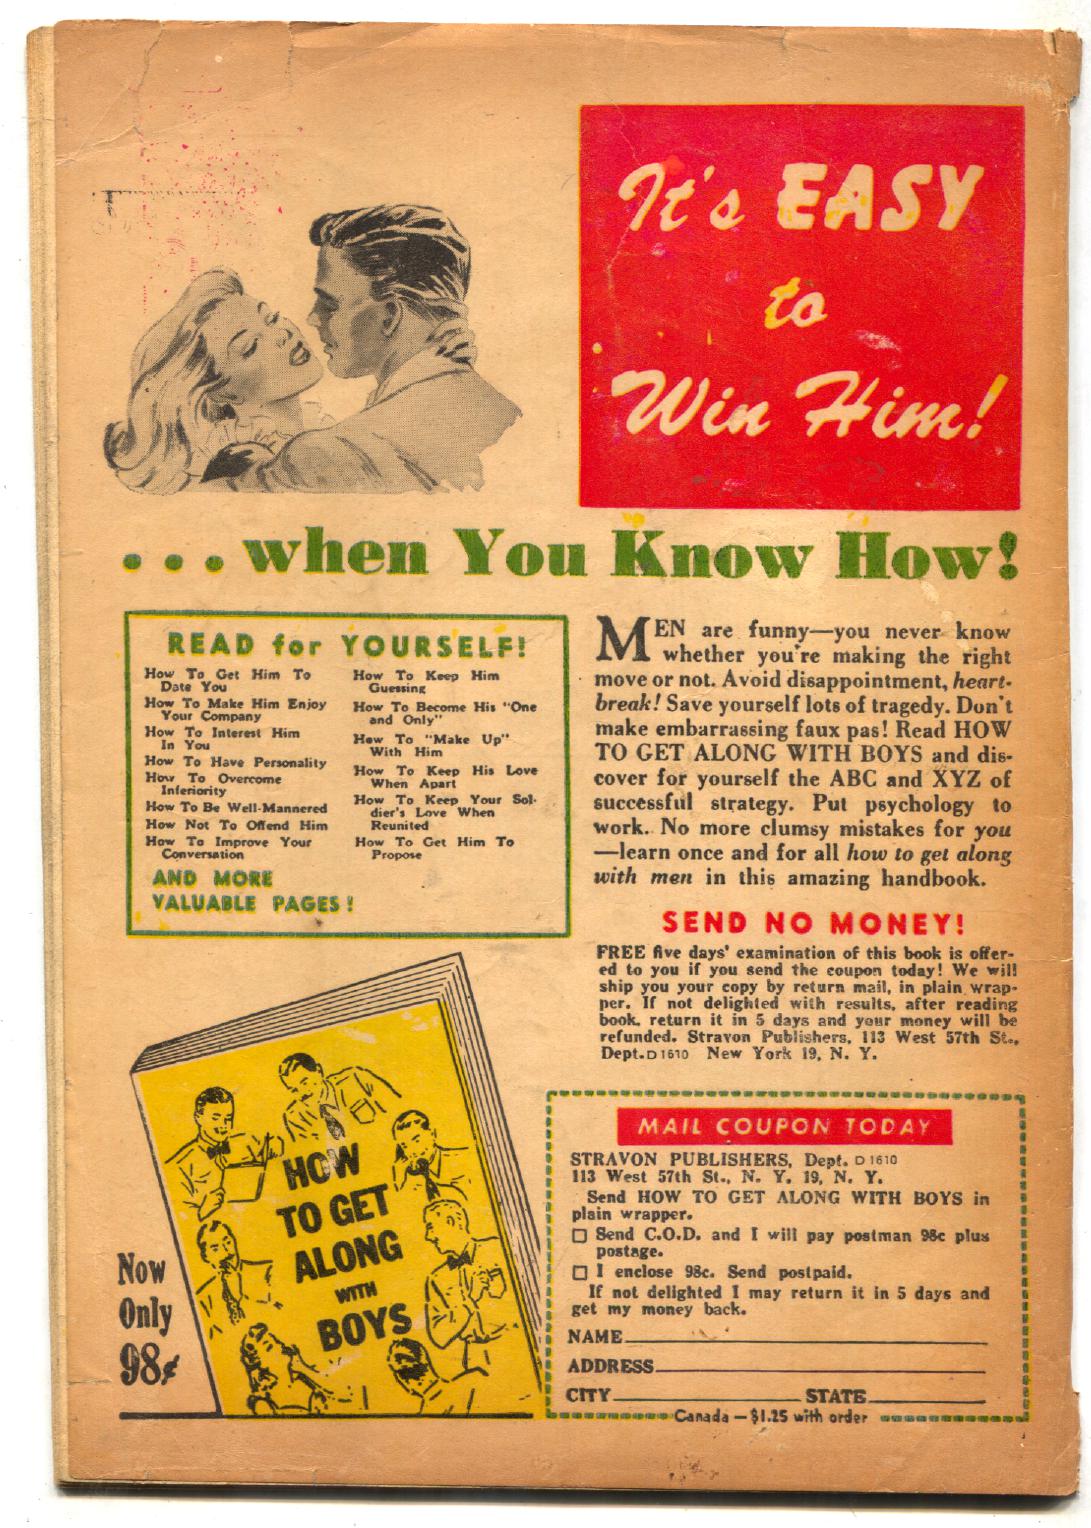 It's EASY
to
Win Him!
. . . when You Know How!
READ for YOURSELF!
How To Get Him To
Date You
How To Make Him Enjoy
Your Company
How To Interest Him
In You
How To Have Personality
How To Overcome
Inferiority
How To Be Well-Mannered
How Not To Offend Him
How To Improve Your
Conversation
How To Keep Him
Guessing
How To Become His "One
and Only"
How To "Make Up"
With Him
How To Keep His Love
When Apart
How To Keep Your Sol-
dier's Love When
Reunited
How To Get Him To
Propose
AND MORE
VALUABLE PAGES!
MEN are funny—you never know
whether you're making the right
move or not. Avoid disappointment, heart-
break! Save yourself lots of tragedy. Don't
make embarrassing faux pas! Read HOW
TO GET ALONG WITH BOYS and dis-
cover for yourself the ABC and XYZ of
successful strategy. Put psychology to
work. No more clumsy mistakes for you
—learn once and for all how to get along
with men in this amazing handbook.
SEND NO MONEY!
FREE five days' examination of this book is offer-
ed to you if you send the coupon today! We will
ship you your copy by return mail, in plain wrap-
per. If not delighted with results, after reading
book, return it in 5 days and your money will be
refunded. Stravon Publishers, 113 West 57th St.,
Dept. D1610 New York 19, N. Y.
HOW
TO GET
ALONG
WITH
BOYS
Now
Only
98¢
MAIL COUPON TODAY
STRAVON PUBLISHERS, Dept. D1610
113 West 57th St., N. Y. 19, N. Y.
Send HOW TO GET ALONG WITH BOYS in
plain wrapper.
☐ Send C.O.D. and I will pay postman 98c plus
postage.
☐ I enclose 98c. Send postpaid.
If not delighted I may return it in 5 days and
get my money back.
NAME
ADDRESS
CITY STATE
Canada — $1.25 with order